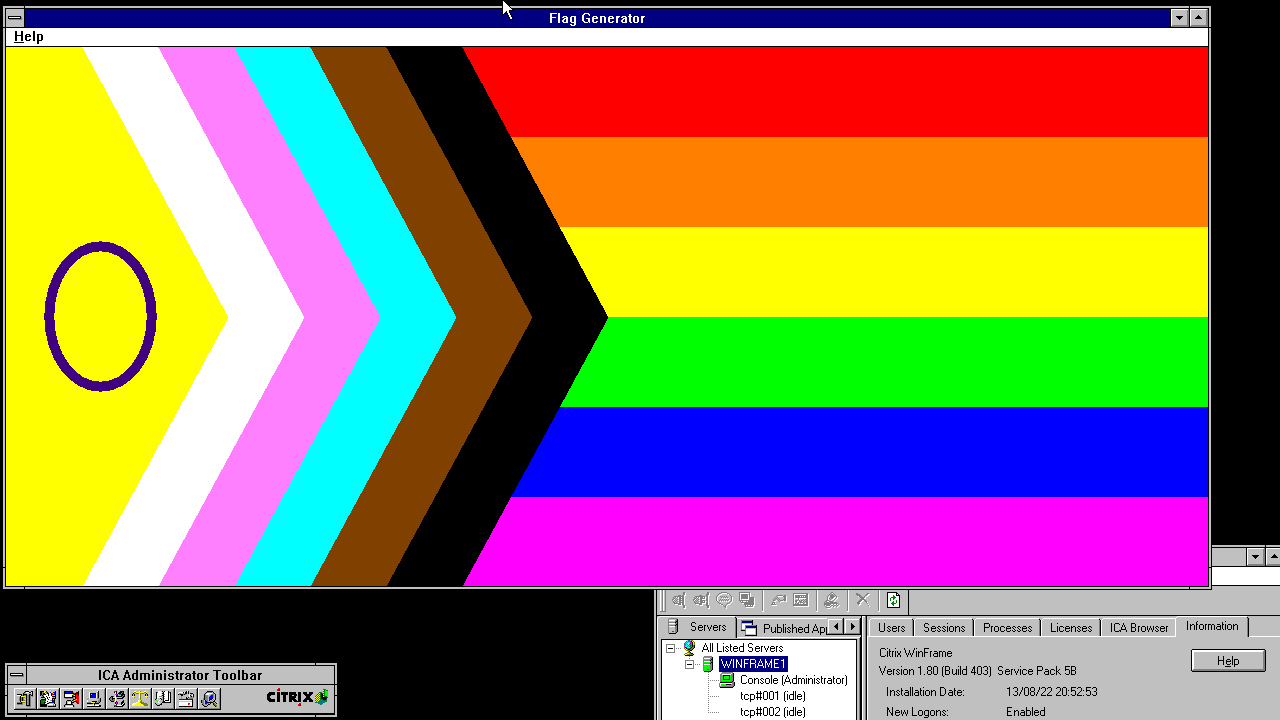 Flag Generator
Help
Servers
Published Ap
Users
Sessions
Processes
Licenses
ICA Browser
Information
All Listed Servers
WINFRAME1
Console (Administrator)
tcp#001 (idle)
tcp#002 (idle)
Citrix WinFrame
Version 1.80 (Build 403) Service Pack 5B
Installation Date: 13/08/22 20:52:53
New Logons: Enabled
Help
ICA Administrator Toolbar
CITRIX